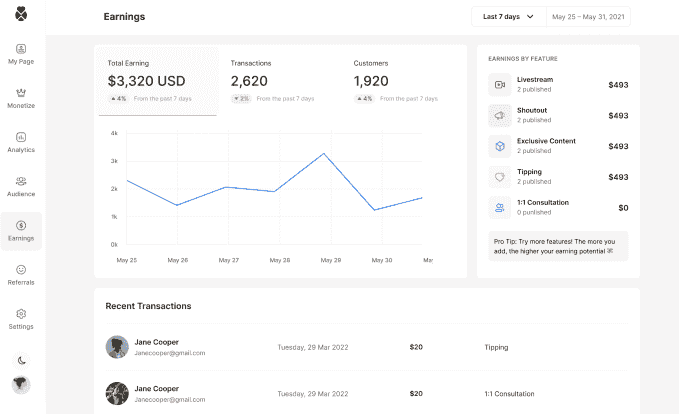 Earnings
Last 7 days
May 25 – May 31, 2021
My Page
Monetize
Analytics
Audience
Earnings
Referrals
Settings
Total Earning
$3,320 USD
4% From the past 7 days
Transactions
2,620
2% From the past 7 days
Customers
1,920
4% From the past 7 days
4k
3k
2k
1k
0k
May 25 May 26 May 27 May 28 May 29 May 30 May
EARNINGS BY FEATURE
Livestream
2 published
$493
Shoutout
2 published
$493
Exclusive Content
2 published
$493
Tipping
2 published
$493
1:1 Consultation
0 published
$0
Pro Tip: Try more features! The more you
add, the higher your earning potential
Recent Transactions
Jane Cooper
Janecooper@gmail.com
Tuesday, 29 Mar 2022
$20
Tipping
Jane Cooper
Janecooper@gmail.com
Tuesday, 29 Mar 2022
$20
1:1 Consultation